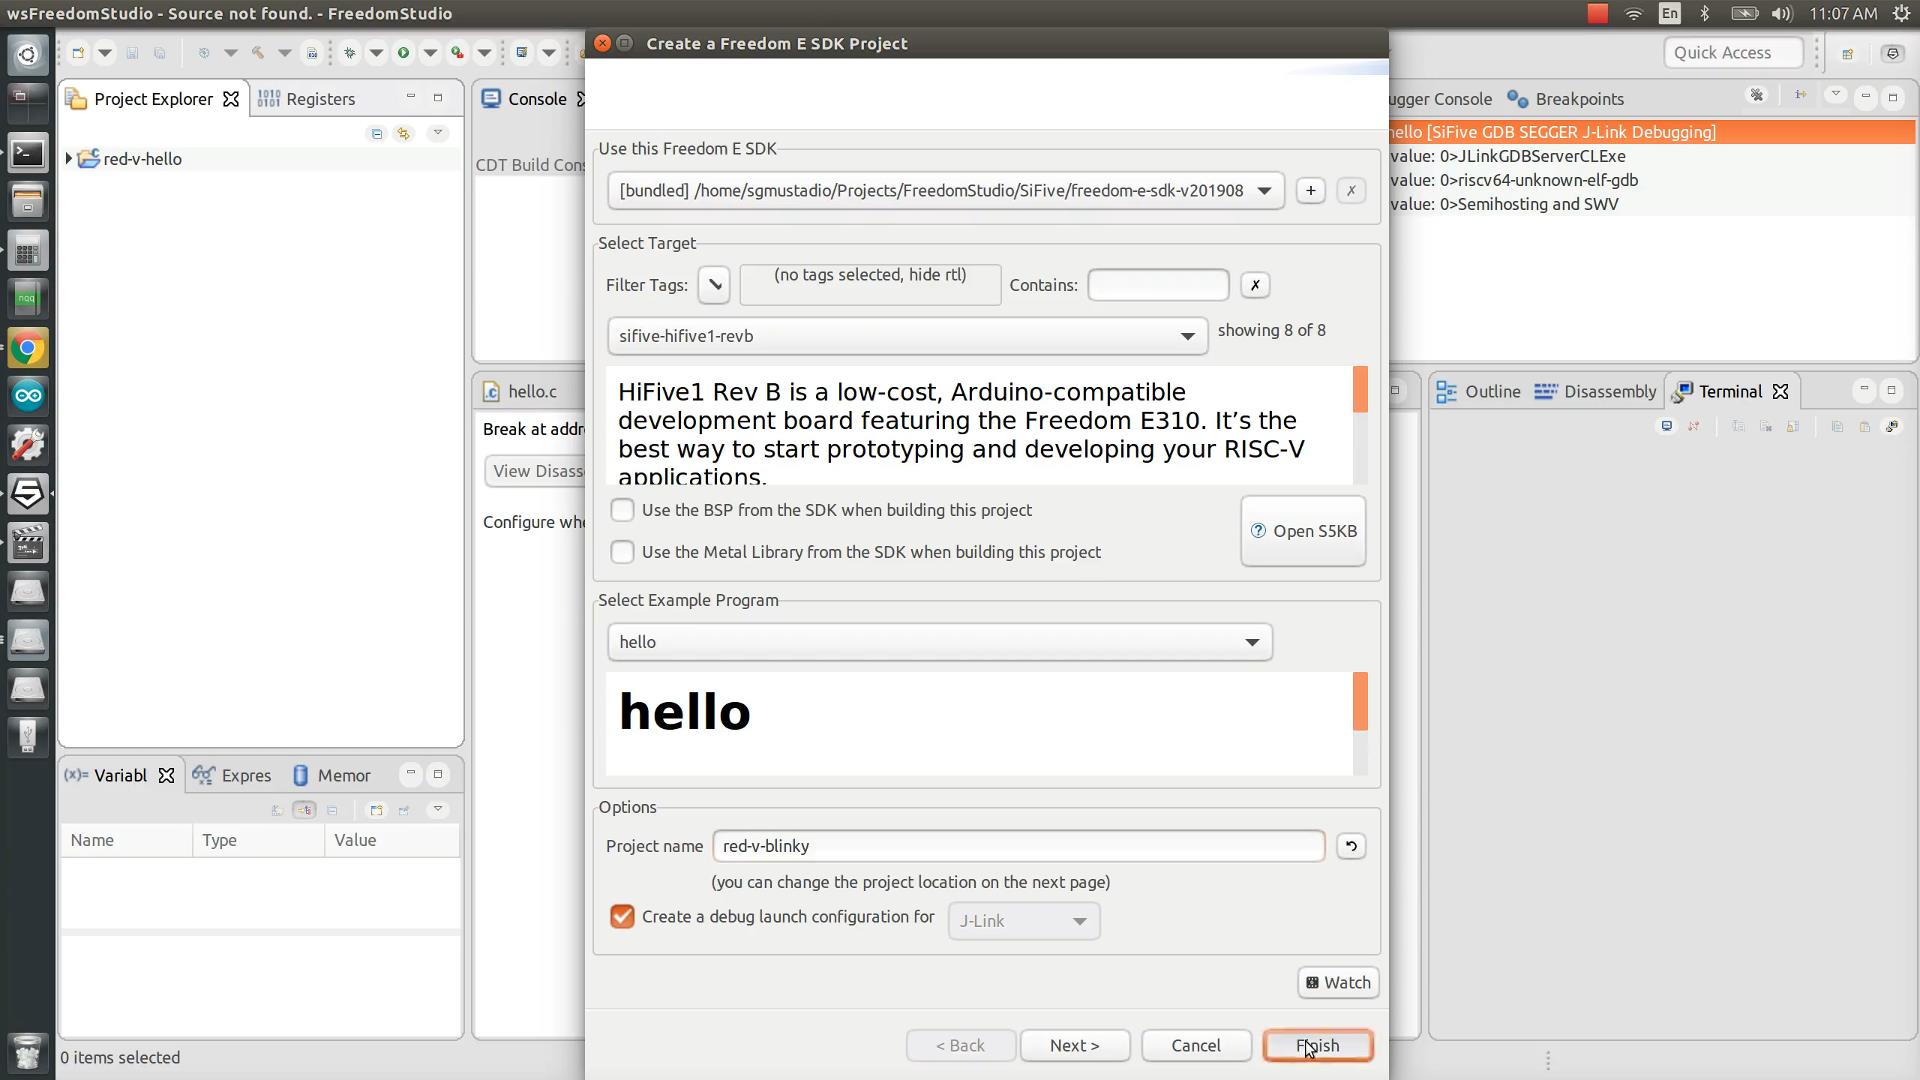 wsFreedomStudio - Source not found. - FreedomStudio
En
11:07 AM
Create a Freedom E SDK Project
Quick Access
Project Explorer
Registers
Console
ugger Console
Breakpoints
red-v-hello
CDT Build Cons
ello [SiFive GDB SEGGER J-Link Debugging]
value: 0>JLinkGDBServerCLExe
value: 0>riscv64-unknown-elf-gdb
value: 0>Semihosting and SWV
Use this Freedom E SDK
[bundled] /home/sgmustadio/Projects/FreedomStudio/SiFive/freedom-e-sdk-v201908
Select Target
Filter Tags:
(no tags selected, hide rtl)
Contains:
sifive-hifive1-revb
showing 8 of 8
HiFive1 Rev B is a low-cost, Arduino-compatible
development board featuring the Freedom E310. It’s the
best way to start prototyping and developing your RISC-V
applications.
Use the BSP from the SDK when building this project
Use the Metal Library from the SDK when building this project
Open S5KB
hello.c
Break at addre
View Disass
Configure whe
Outline
Disassembly
Terminal
Select Example Program
hello
hello
Options
Project name
red-v-blinky
(you can change the project location on the next page)
Create a debug launch configuration for
J-Link
Watch
< Back
Next >
Cancel
Finish
(x)= Variabl
Expres
Memor
Name
Type
Value
0 items selected